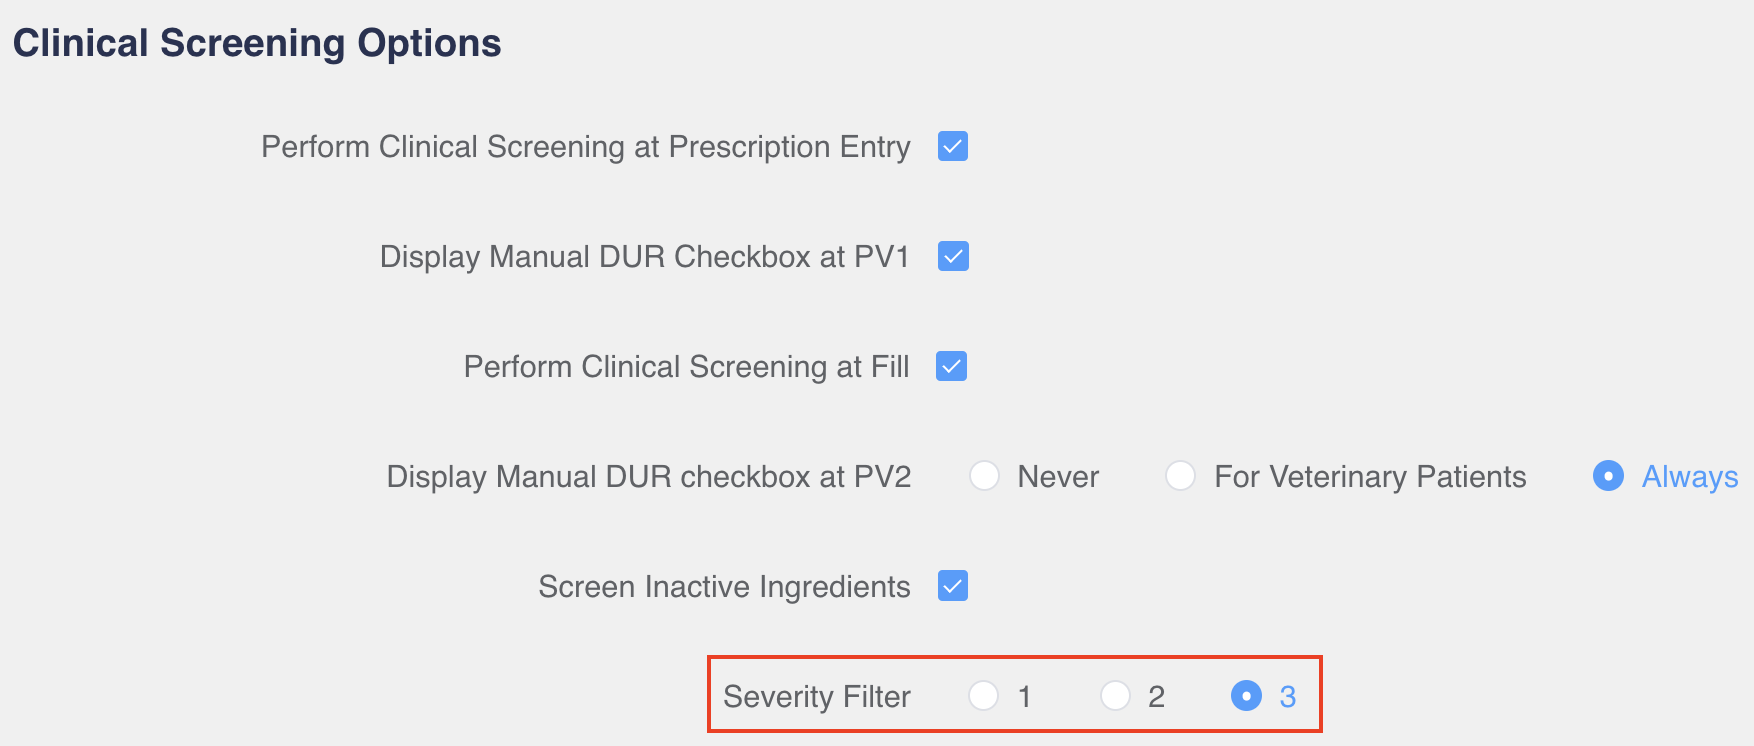 Clinical Screening Options
Perform Clinical Screening at Prescription Entry
Display Manual DUR Checkbox at PV1
Perform Clinical Screening at Fill
Display Manual DUR checkbox at PV2 Never For Veterinary Patients Always
Screen Inactive Ingredients
Severity Filter 1 2 3